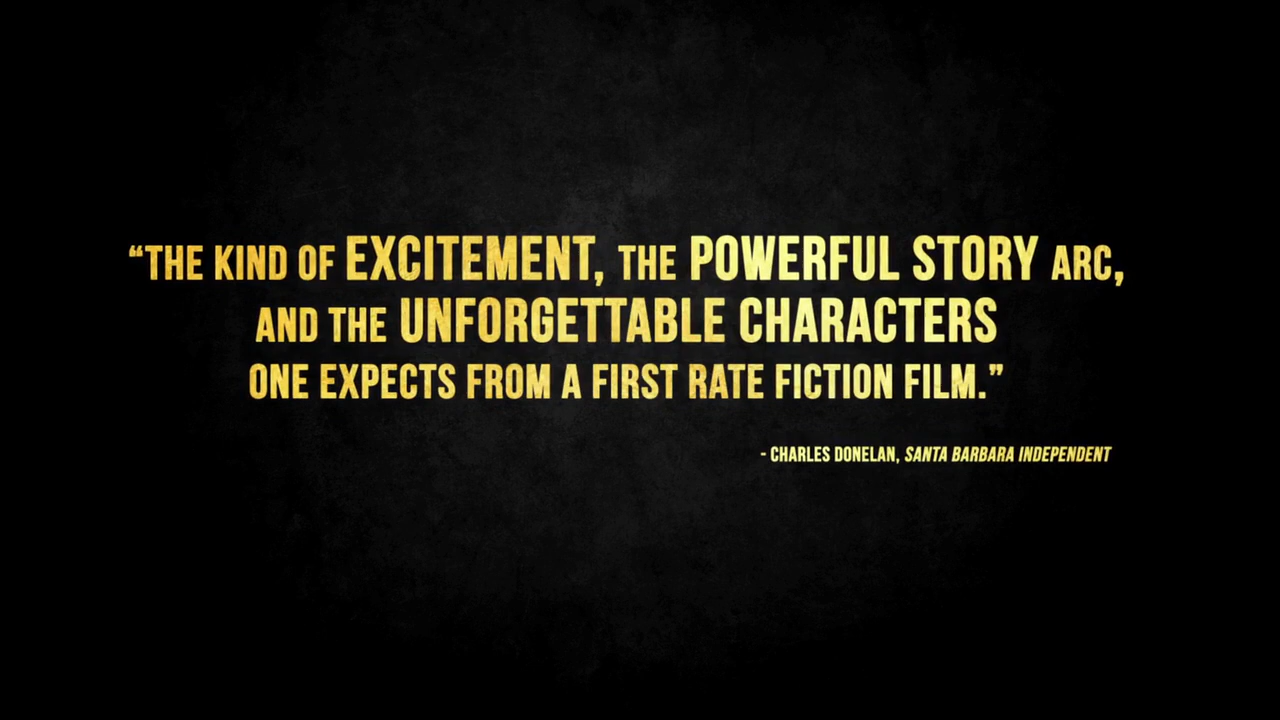 “THE KIND OF EXCITEMENT, THE POWERFUL STORY ARC,
AND THE UNFORGETTABLE CHARACTERS
ONE EXPECTS FROM A FIRST RATE FICTION FILM.”
- CHARLES DONELAN, SANTA BARBARA INDEPENDENT